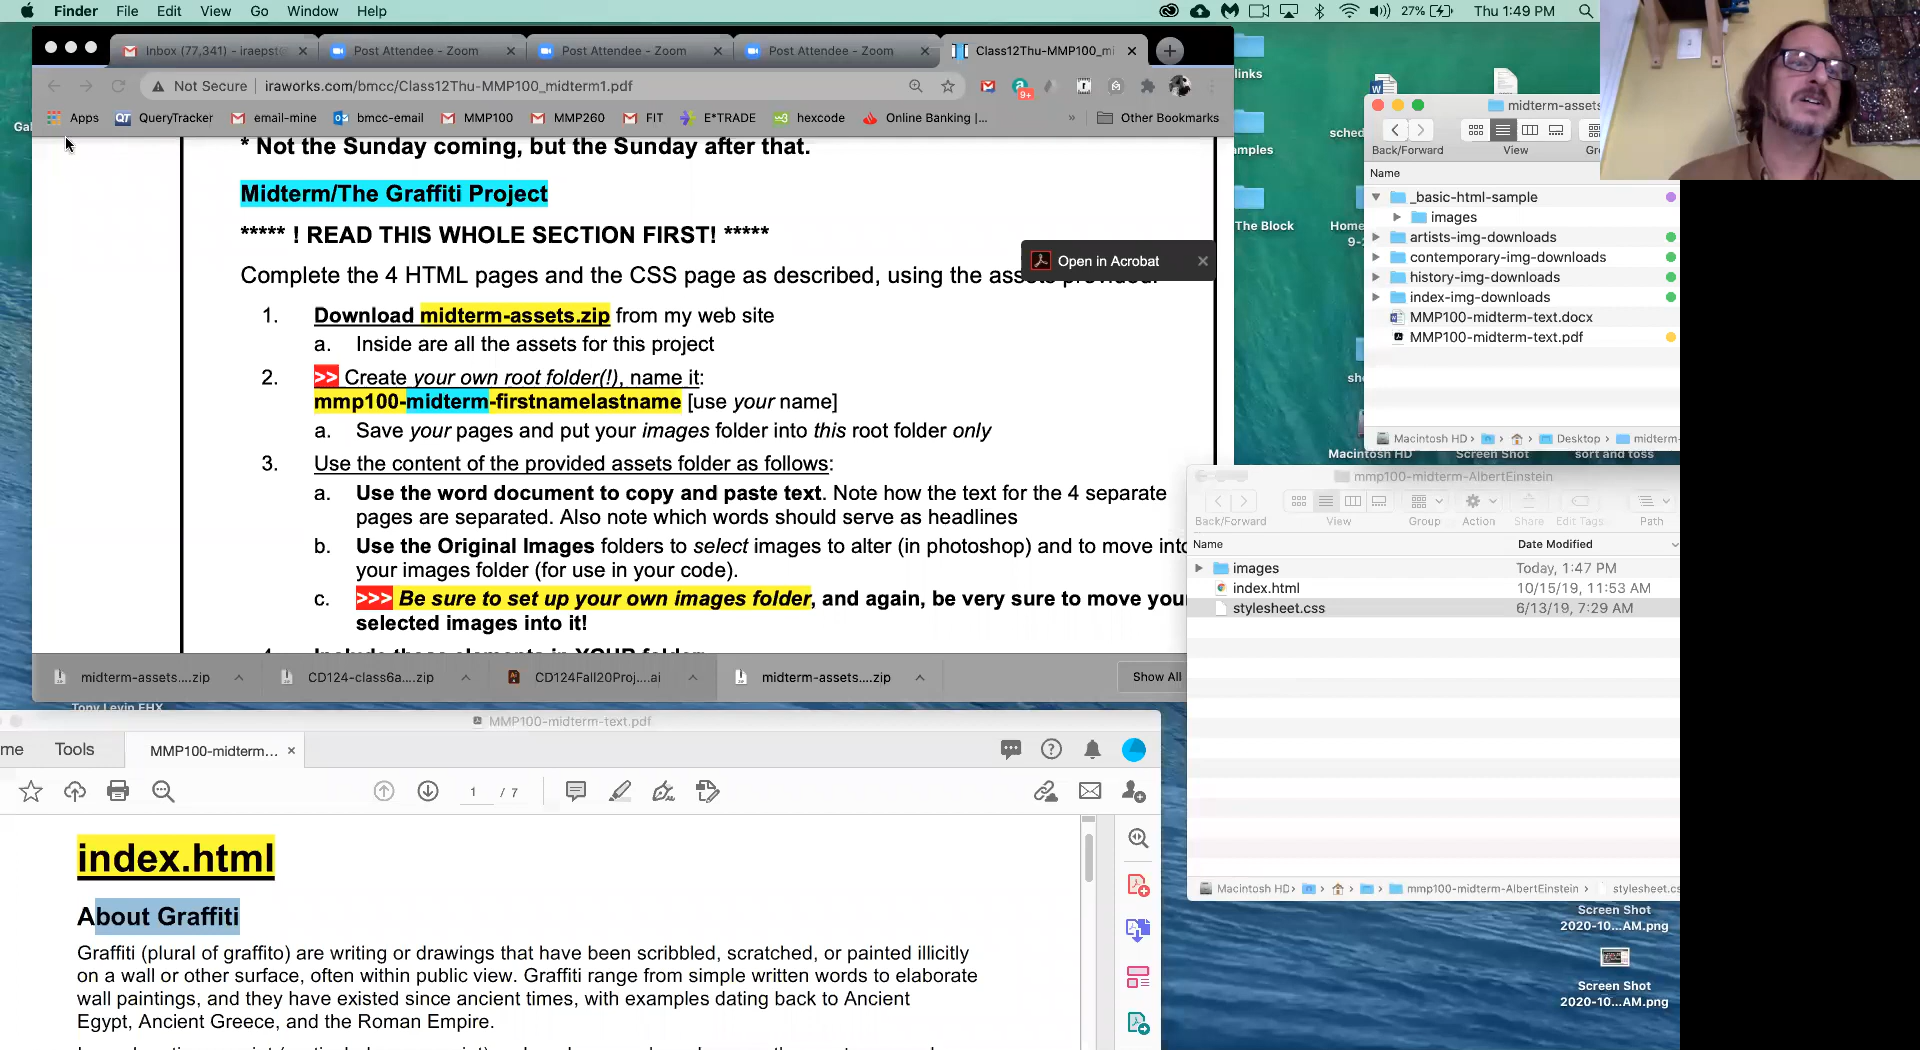 Finder File Edit View Go Window Help
27% Thu 1:49 PM
Inbox (77,341) - iraepst
Post Attendee - Zoom
Post Attendee - Zoom
Post Attendee - Zoom
Class12Thu-MMP100_mi
Not Secure iraworks.com/bmcc/Class12Thu-MMP100_midterm1.pdf
9+
Apps QueryTracker email-mine bmcc-email MMP100 MMP260 FIT E*TRADE hexcode Online Banking |... » Other Bookmarks
* Not the Sunday coming, but the Sunday after that.
Midterm/The Graffiti Project
***** ! READ THIS WHOLE SECTION FIRST! *****
Complete the 4 HTML pages and the CSS page as described, using the assets provided.
Open in Acrobat
1. Download midterm-assets.zip from my web site
a. Inside are all the assets for this project
2. >> Create your own root folder(!), name it:
mmp100-midterm-firstnamelastname [use your name]
a. Save your pages and put your images folder into this root folder only
3. Use the content of the provided assets folder as follows:
a. Use the word document to copy and paste text. Note how the text for the 4 separate
pages are separated. Also note which words should serve as headlines
b. Use the Original Images folders to select images to alter (in photoshop) and to move into
your images folder (for use in your code).
c. >>> Be sure to set up your own images folder, and again, be very sure to move your
selected images into it!
midterm-assets....zip
CD124-class6a....zip
CD124Fall20Proj....ai
midterm-assets....zip
Show All
Tony Levin FHX
MMP100-midterm-text.pdf
me Tools MMP100-midterm... ×
1 / 7
index.html
About Graffiti
Graffiti (plural of graffito) are writing or drawings that have been scribbled, scratched, or painted illicitly
on a wall or other surface, often within public view. Graffiti range from simple written words to elaborate
wall paintings, and they have existed since ancient times, with examples dating back to Ancient
Egypt, Ancient Greece, and the Roman Empire.
links
mples
The Block
sched
Home
9-2
she
midterm-assets
Back/Forward View Gr
Name
_basic-html-sample
images
artists-img-downloads
contemporary-img-downloads
history-img-downloads
index-img-downloads
MMP100-midterm-text.docx
MMP100-midterm-text.pdf
Macintosh HD › Desktop › midterm-
Macintosh HD Screen Shot sort and toss
mmp100-midterm-AlbertEinstein
Back/Forward View Group Action Share Edit Tags Path
Name Date Modified
images Today, 1:47 PM
index.html 10/15/19, 11:53 AM
stylesheet.css 6/13/19, 7:29 AM
Macintosh HD › mmp100-midterm-AlbertEinstein › stylesheet.cs
Screen Shot
2020-10...AM.png
Screen Shot
2020-10...AM.png